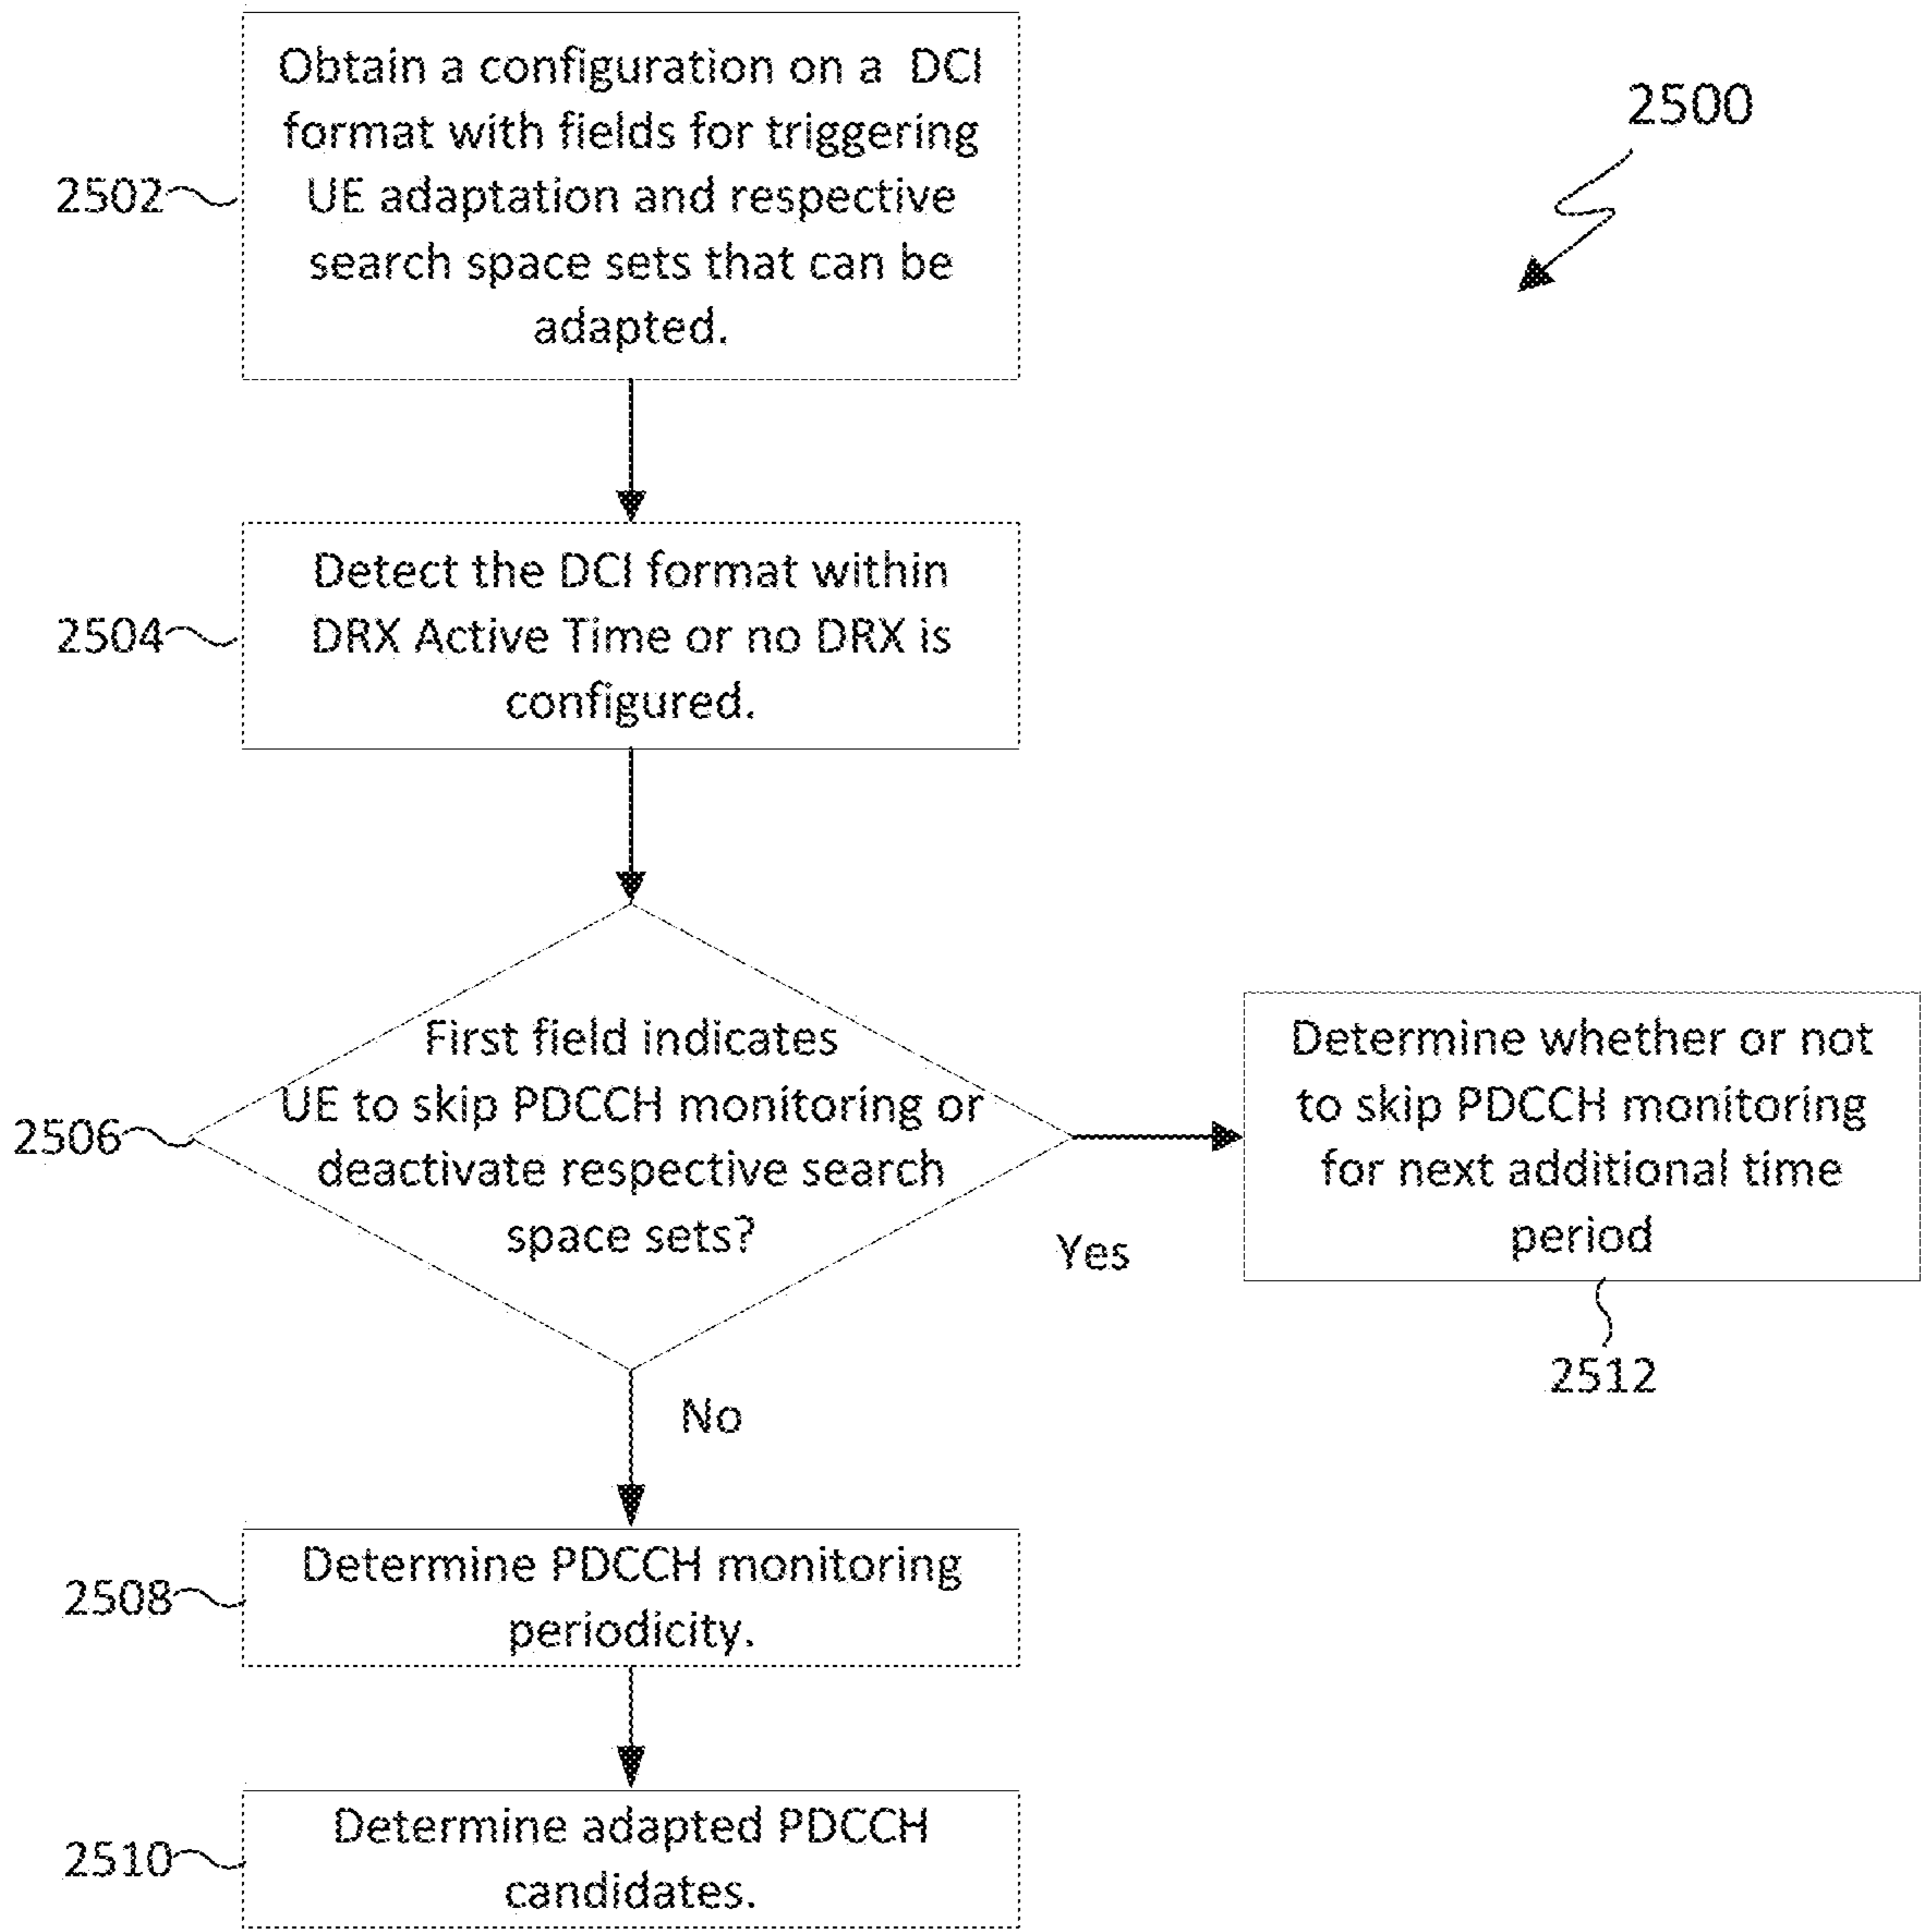 Obtain a configuration on a DCI
format with fields for triggering
UE adaptation and respective
search space sets that can be
adapted.
2500
2502
Detect the DCI format within
DRX Active Time or no DRX is
configured.
2504
First field indicates
UE to skip PDCCH monitoring or
deactivate respective search
space sets?
2506
Yes
Determine whether or not
to skip PDCCH monitoring
for next additional time
period
2512
No
Determine PDCCH monitoring
periodicity.
2508
Determine adapted PDCCH
candidates.
2510